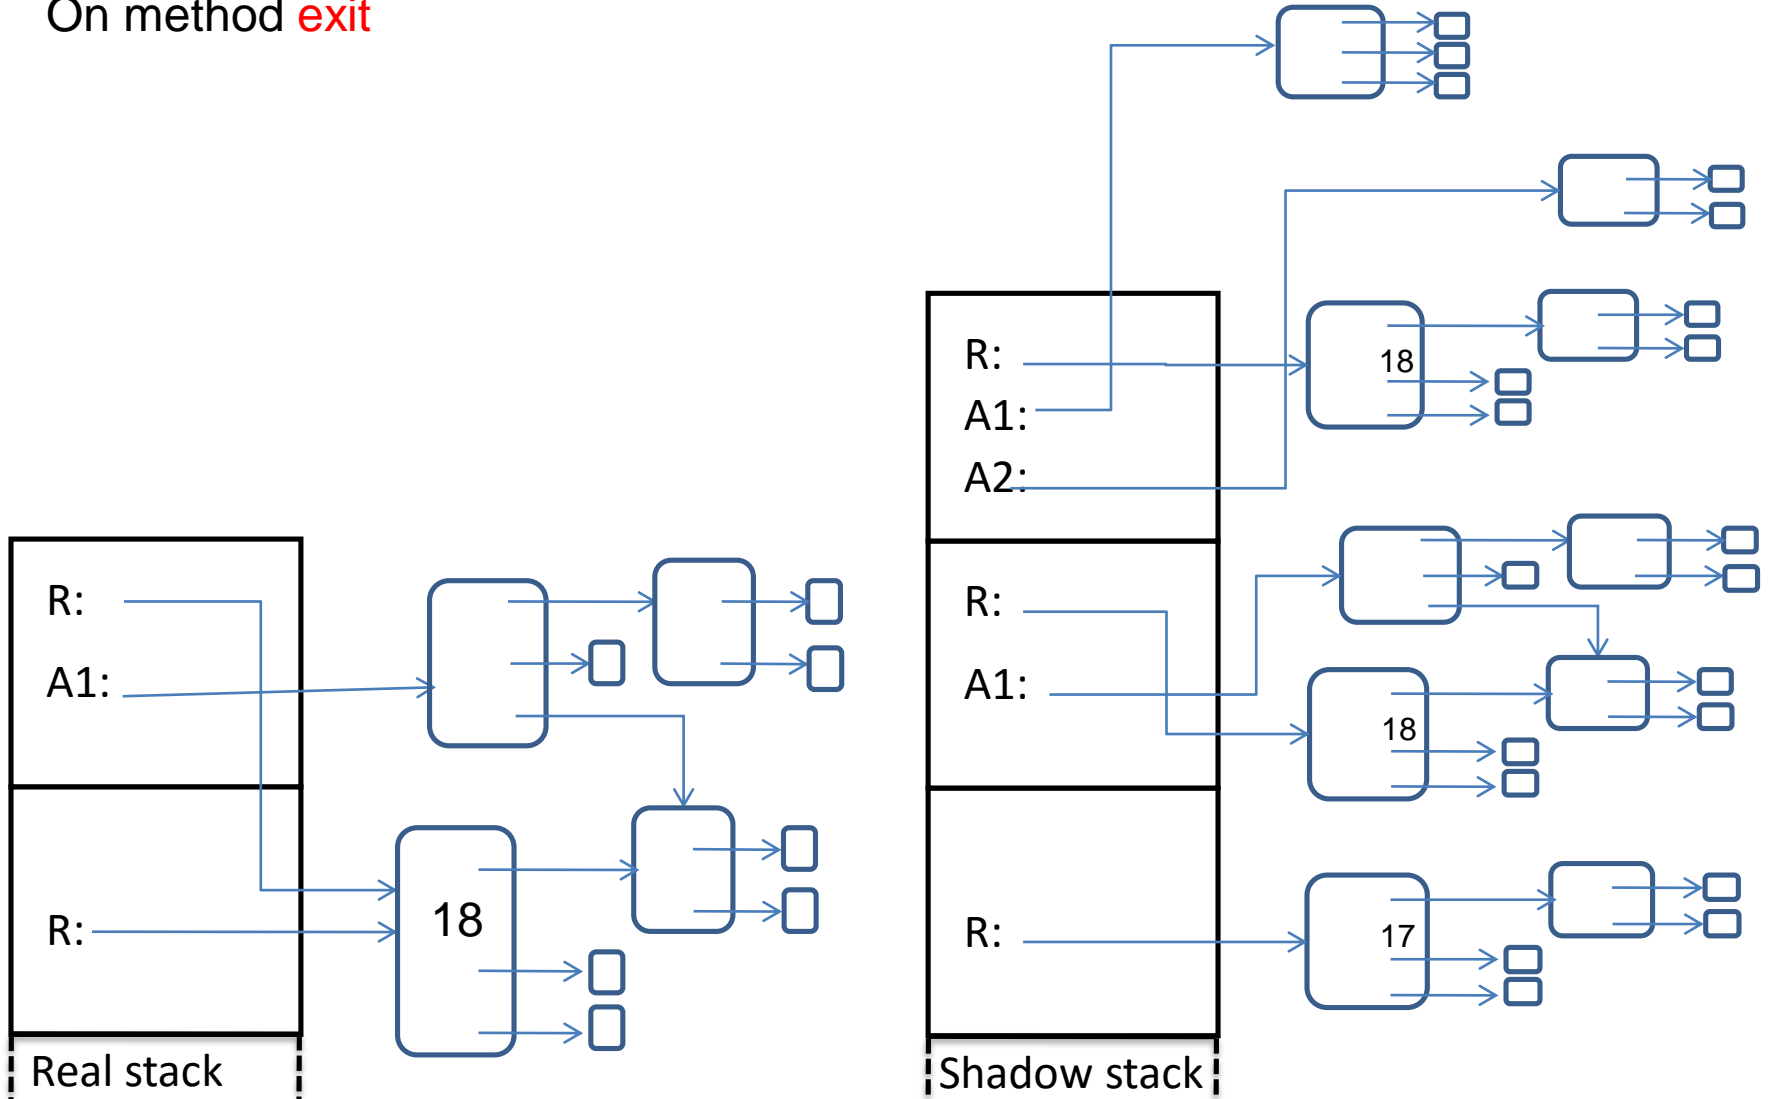 On method exit
R:
A1:
R:
18
Real stack
R:
A1:
A2:
18
R:
A1:
18
R:
17
Shadow stack